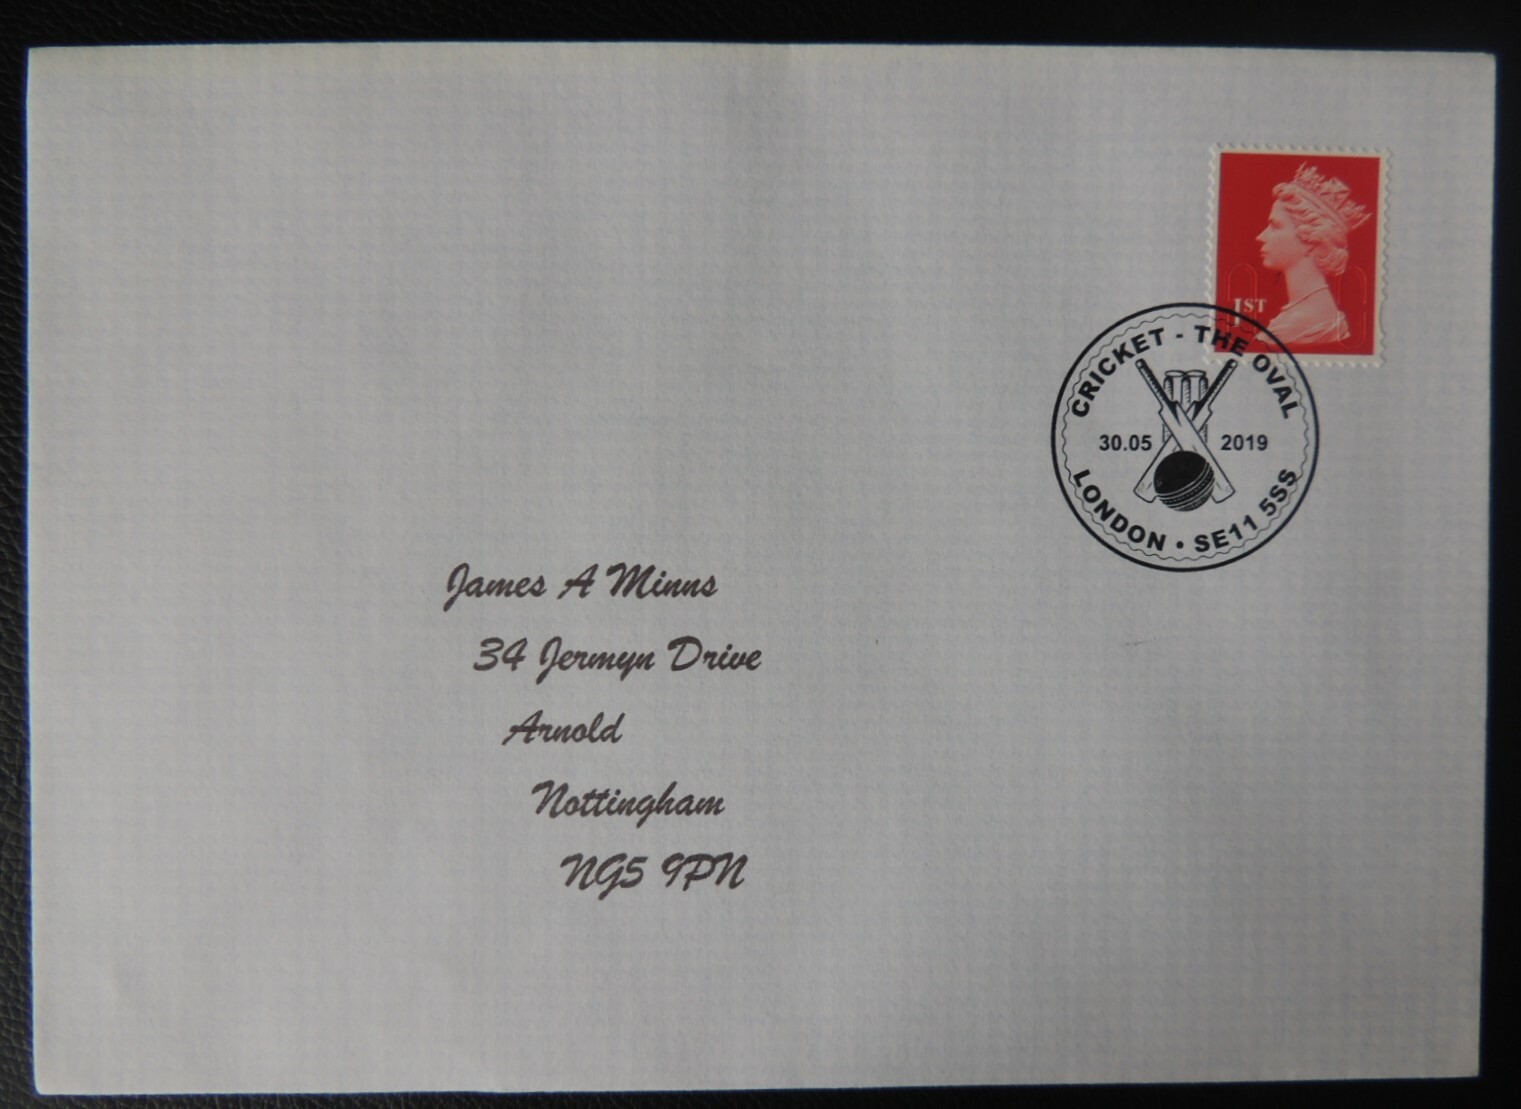 1ST
CRICKET - THE OVAL
30.05 2019
LONDON • SE11 5SS
James A Minns
34 Jermyn Drive
Arnold
Nottingham
NG5 9PN